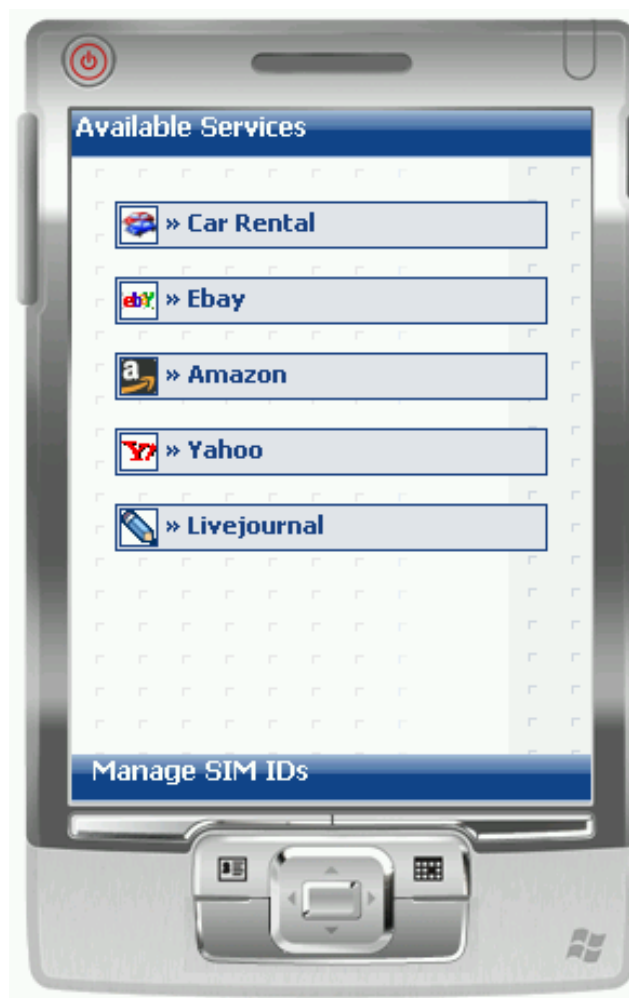 Available Services
» Car Rental
ebY » Ebay
a » Amazon
Y! » Yahoo
» Livejournal
Manage SIM IDs